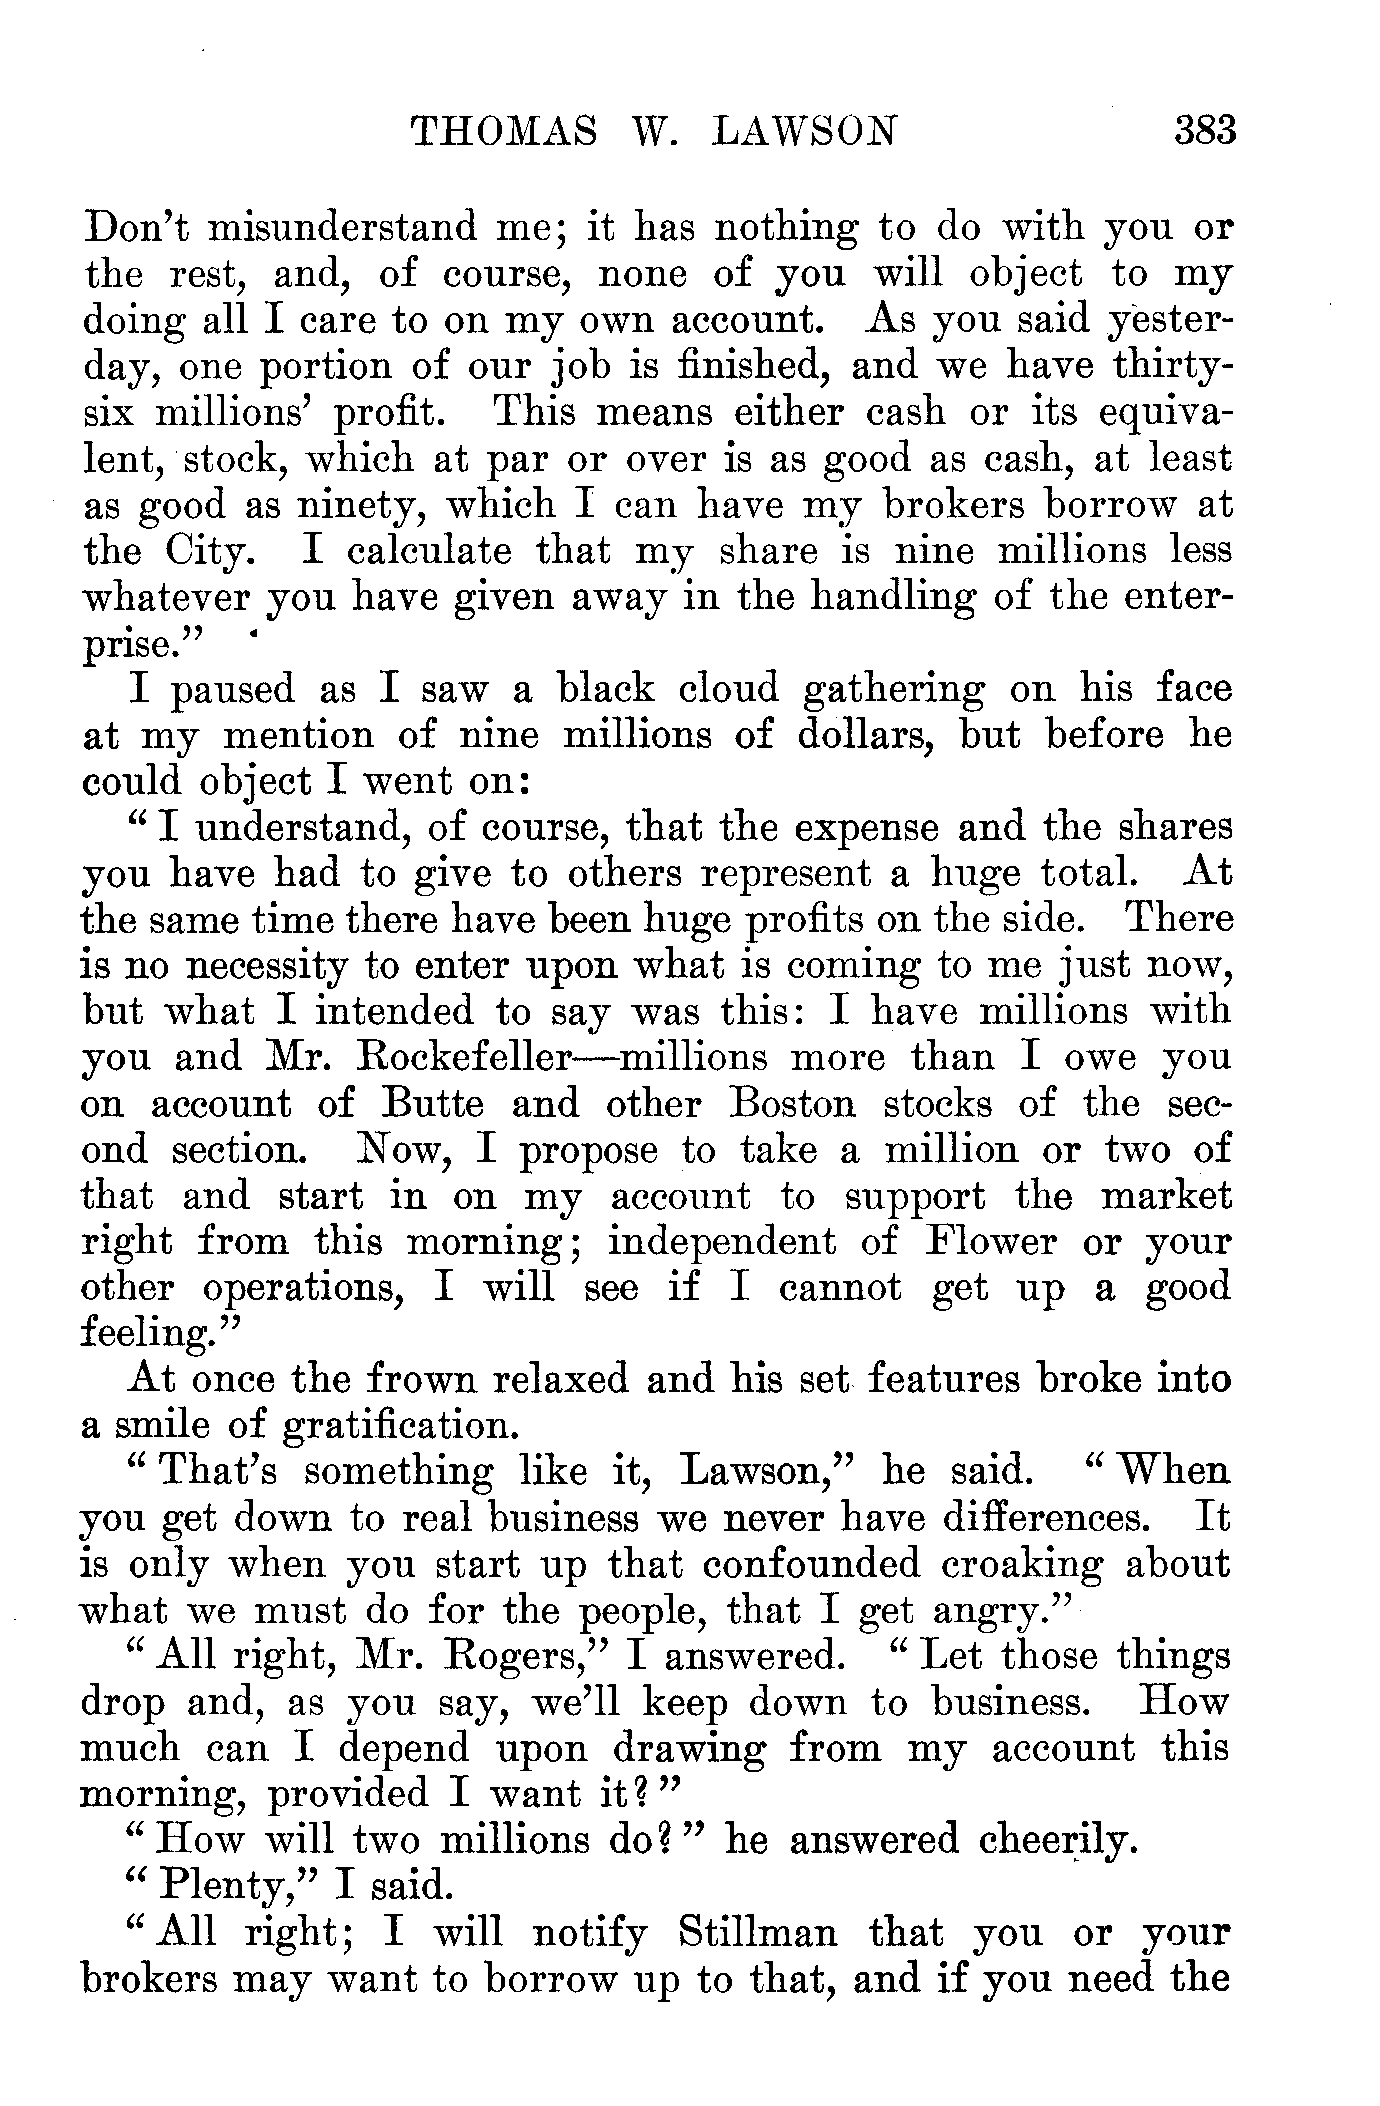 THOMAS W. LAWSON 383
Don't misunderstand me; it has nothing to do with you or
the rest, and, of course, none of you will object to my
doing all I care to on my own account. As you said yester-
day, one portion of our job is finished, and we have thirty-
six millions' profit. This means either cash or its equiva-
lent, stock, which at par or over is as good as cash, at least
as good as ninety, which I can have my brokers borrow at
the City. I calculate that my share is nine millions less
whatever you have given away in the handling of the enter-
prise."
I paused as I saw a black cloud gathering on his face
at my mention of nine millions of dollars, but before he
could object I went on:
"I understand, of course, that the expense and the shares
you have had to give to others represent a huge total. At
the same time there have been huge profits on the side. There
is no necessity to enter upon what is coming to me just now,
but what I intended to say was this: I have millions with
you and Mr. Rockefeller—millions more than I owe you
on account of Butte and other Boston stocks of the sec-
ond section. Now, I propose to take a million or two of
that and start in on my account to support the market
right from this morning; independent of Flower or your
other operations, I will see if I cannot get up a good
feeling."
At once the frown relaxed and his set features broke into
a smile of gratification.
"That's something like it, Lawson," he said. "When
you get down to real business we never have differences. It
is only when you start up that confounded croaking about
what we must do for the people, that I get angry."
"All right, Mr. Rogers," I answered. "Let those things
drop and, as you say, we'll keep down to business. How
much can I depend upon drawing from my account this
morning, provided I want it?"
"How will two millions do?" he answered cheerily.
"Plenty," I said.
"All right; I will notify Stillman that you or your
brokers may want to borrow up to that, and if you need the